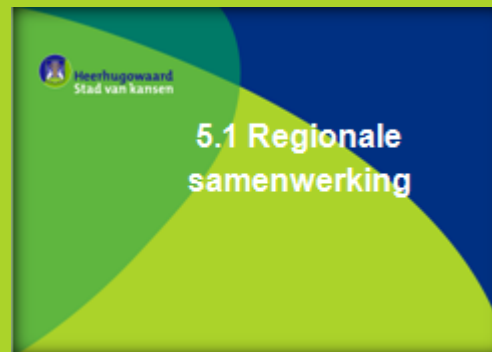 Heerhugowaard
Stad van kansen
5.1 Regionale
samenwerking